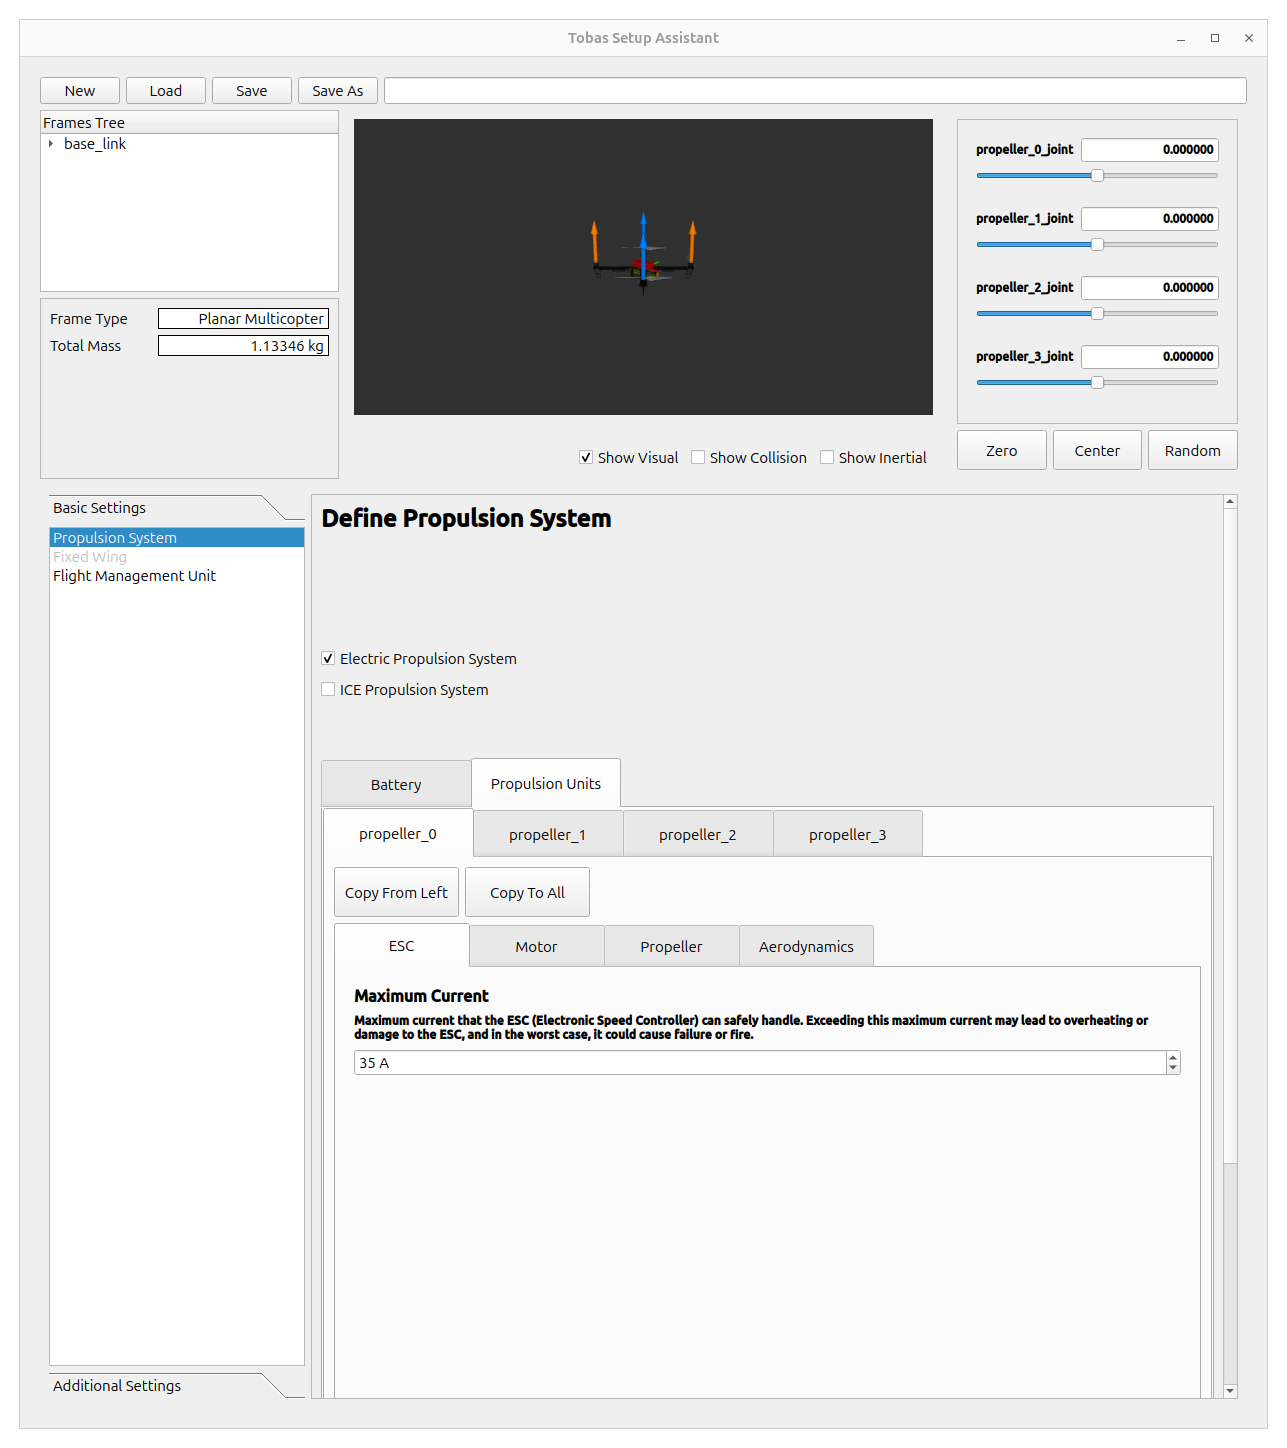 Tobas Setup Assistant
New
Load
Save
Save As
Frames Tree
base_link
Frame Type
Planar Multicopter
Total Mass
1.13346 kg
Show Visual
Show Collision
Show Inertial
propeller_0_joint
0.000000
propeller_1_joint
0.000000
propeller_2_joint
0.000000
propeller_3_joint
0.000000
Zero
Center
Random
Basic Settings
Propulsion System
Fixed Wing
Flight Management Unit
Additional Settings
Define Propulsion System
Electric Propulsion System
ICE Propulsion System
Battery
Propulsion Units
propeller_0
propeller_1
propeller_2
propeller_3
Copy From Left
Copy To All
ESC
Motor
Propeller
Aerodynamics
Maximum Current
Maximum current that the ESC (Electronic Speed Controller) can safely handle. Exceeding this maximum current may lead to overheating or
damage to the ESC, and in the worst case, it could cause failure or fire.
35 A